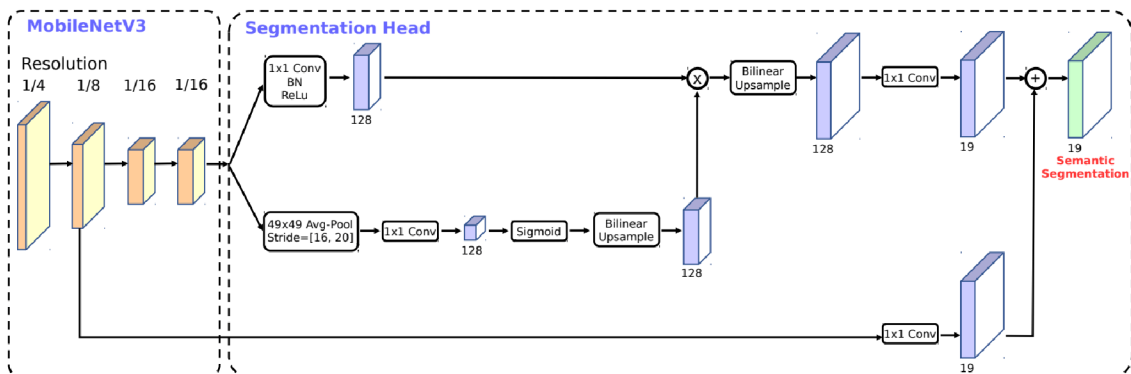 MobileNetV3
Segmentation Head
Resolution
1/4
1/8
1/16
1/16
1x1 Conv
BN
ReLu
128
X
Bilinear
Upsample
128
1x1 Conv
19
+
19
Semantic
Segmentation
49x49 Avg-Pool
Stride=[16, 20]
1x1 Conv
128
Sigmoid
Bilinear
Upsample
128
1x1 Conv
19